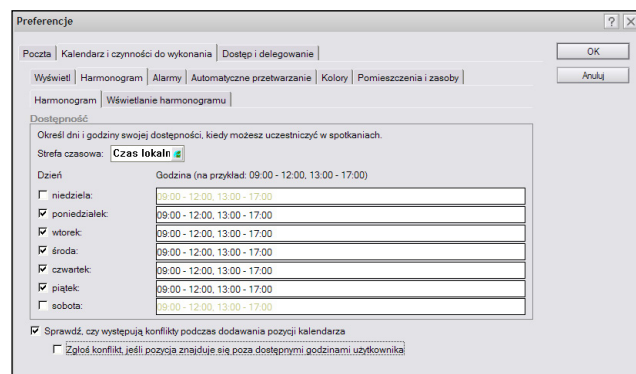 Preferencje
OK
Anuluj
Poczta Kalendarz i czynności do wykonania Dostęp i delegowanie
Wyświetl Harmonogram Alarmy Automatyczne przetwarzanie Kolory Pomieszczenia i zasoby
Harmonogram Wświetlanie harmonogramu
Dostępność
Określ dni i godziny swojej dostępności, kiedy możesz uczestniczyć w spotkaniach.
Strefa czasowa: Czas lokaln
Dzień Godzina (na przykład: 09:00 - 12:00, 13:00 - 17:00)
niedziela: 09:00 - 12:00, 13:00 - 17:00
poniedziałek: 09:00 - 12:00, 13:00 - 17:00
wtorek: 09:00 - 12:00, 13:00 - 17:00
środa: 09:00 - 12:00, 13:00 - 17:00
czwartek: 09:00 - 12:00, 13:00 - 17:00
piątek: 09:00 - 12:00, 13:00 - 17:00
sobota: 09:00 - 12:00, 13:00 - 17:00
Sprawdź, czy występują konflikty podczas dodawania pozycji kalendarza
Zgłoś konflikt, jeśli pozycja znajduje się poza dostępnymi godzinami użytkownika